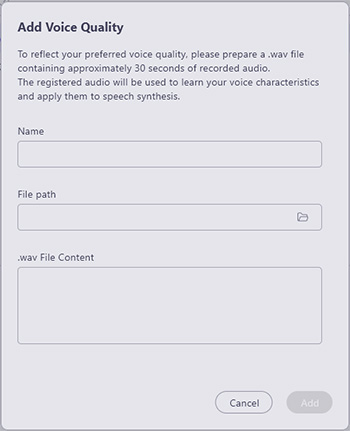 Add Voice Quality
To reflect your preferred voice quality, please prepare a .wav file
containing approximately 30 seconds of recorded audio.
The registered audio will be used to learn your voice characteristics
and apply them to speech synthesis.
Name
File path
.wav File Content
Cancel
Add